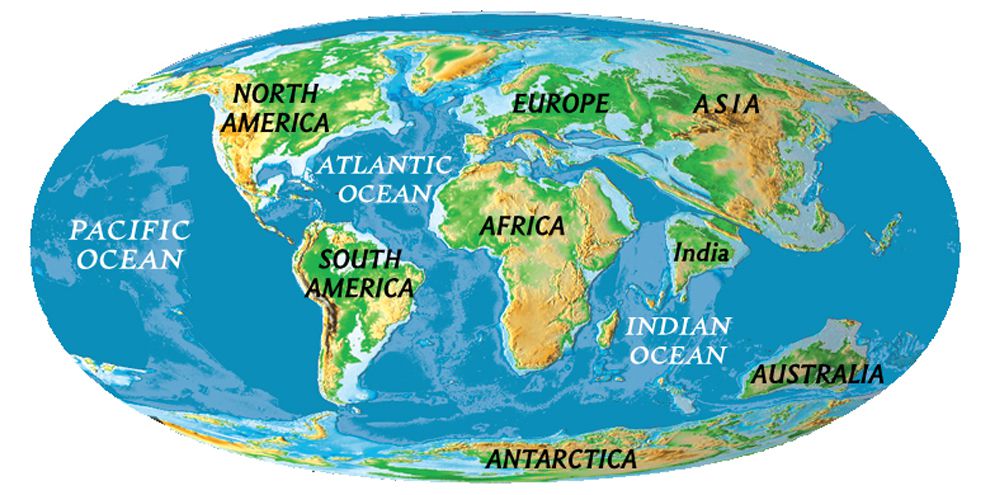 NORTH
AMERICA
EUROPE
ASIA
ATLANTIC
OCEAN
PACIFIC
OCEAN
AFRICA
India
SOUTH
AMERICA
INDIAN
OCEAN
AUSTRALIA
ANTARCTICA